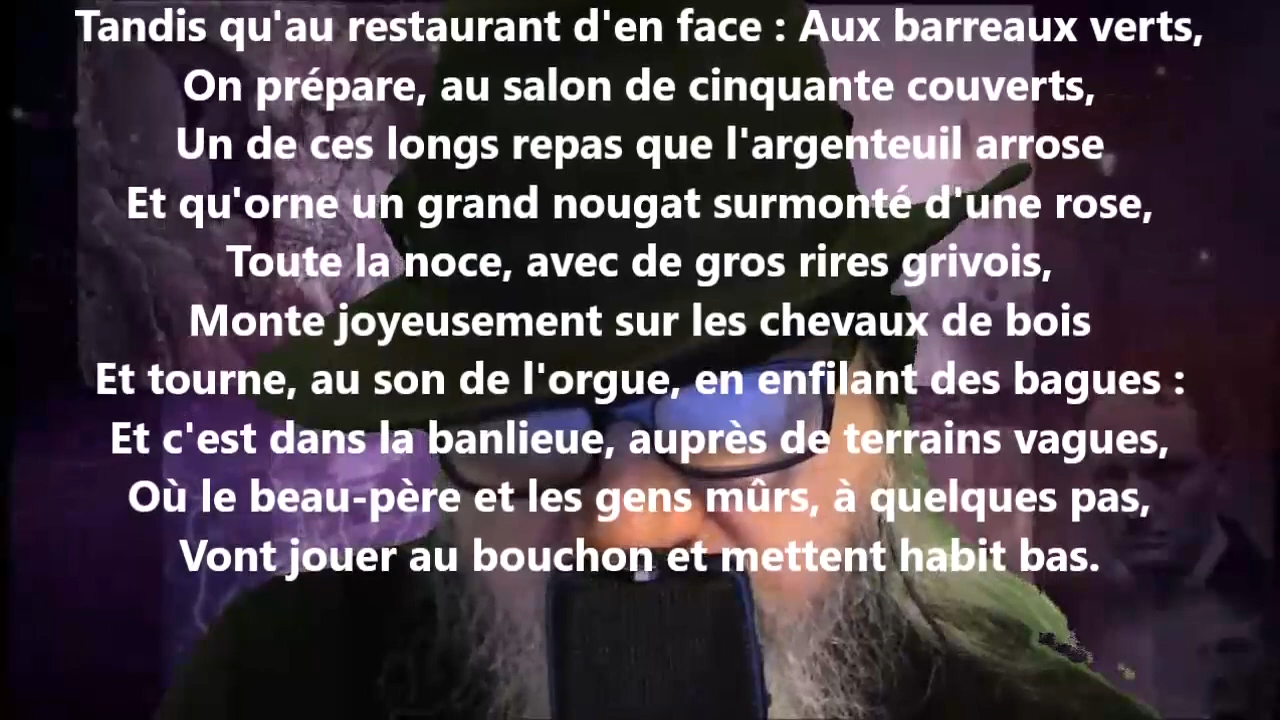 Tandis qu'au restaurant d'en face : Aux barreaux verts,
On prépare, au salon de cinquante couverts,
Un de ces longs repas que l'argenteuil arrose
Et qu'orne un grand nougat surmonté d'une rose,
Toute la noce, avec de gros rires grivois,
Monte joyeusement sur les chevaux de bois
Et tourne, au son de l'orgue, en enfilant des bagues :
Et c'est dans la banlieue, auprès de terrains vagues,
Où le beau-père et les gens mûrs, à quelques pas,
Vont jouer au bouchon et mettent habit bas.